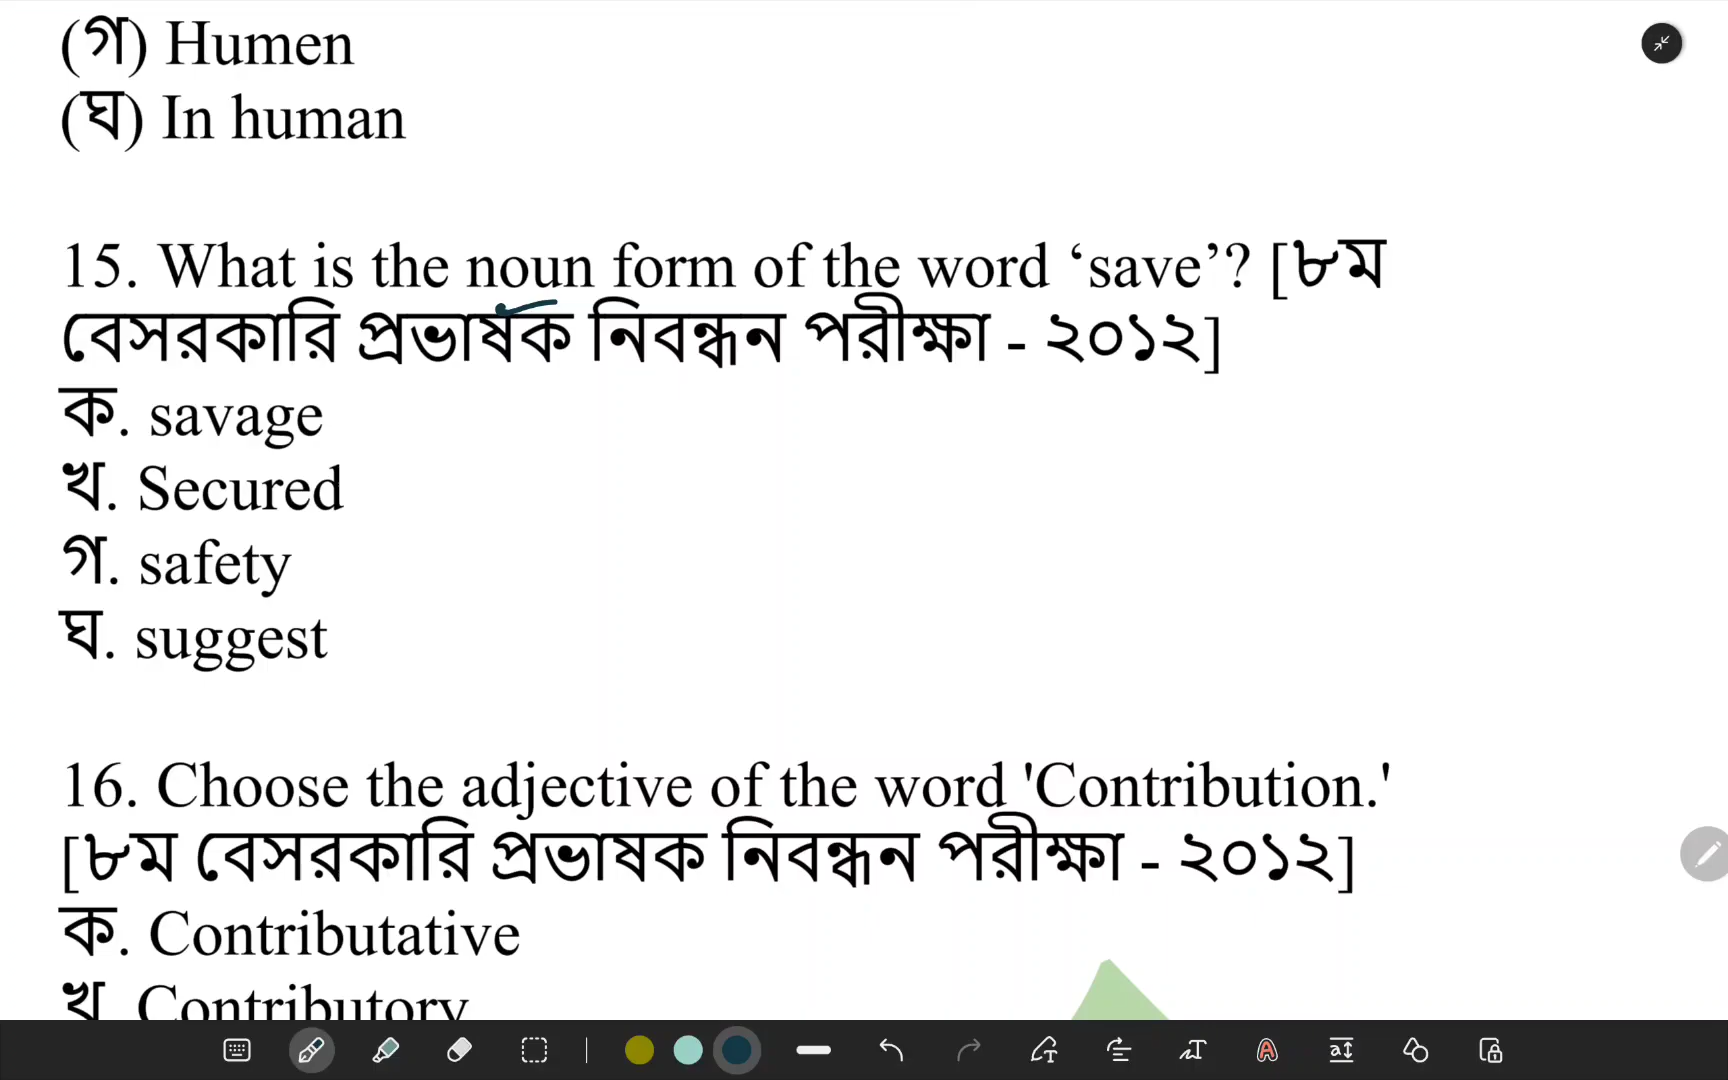 (গ) Humen
(ঘ) In human
15. What is the noun form of the word ‘save’? [৮ম
বেসরকারি প্রভাষক নিবন্ধন পরীক্ষা - ২০১২]
ক. savage
খ. Secured
গ. safety
ঘ. suggest
16. Choose the adjective of the word 'Contribution.'
[৮ম বেসরকারি প্রভাষক নিবন্ধন পরীক্ষা - ২০১২]
ক. Contributative
খ. Contributory